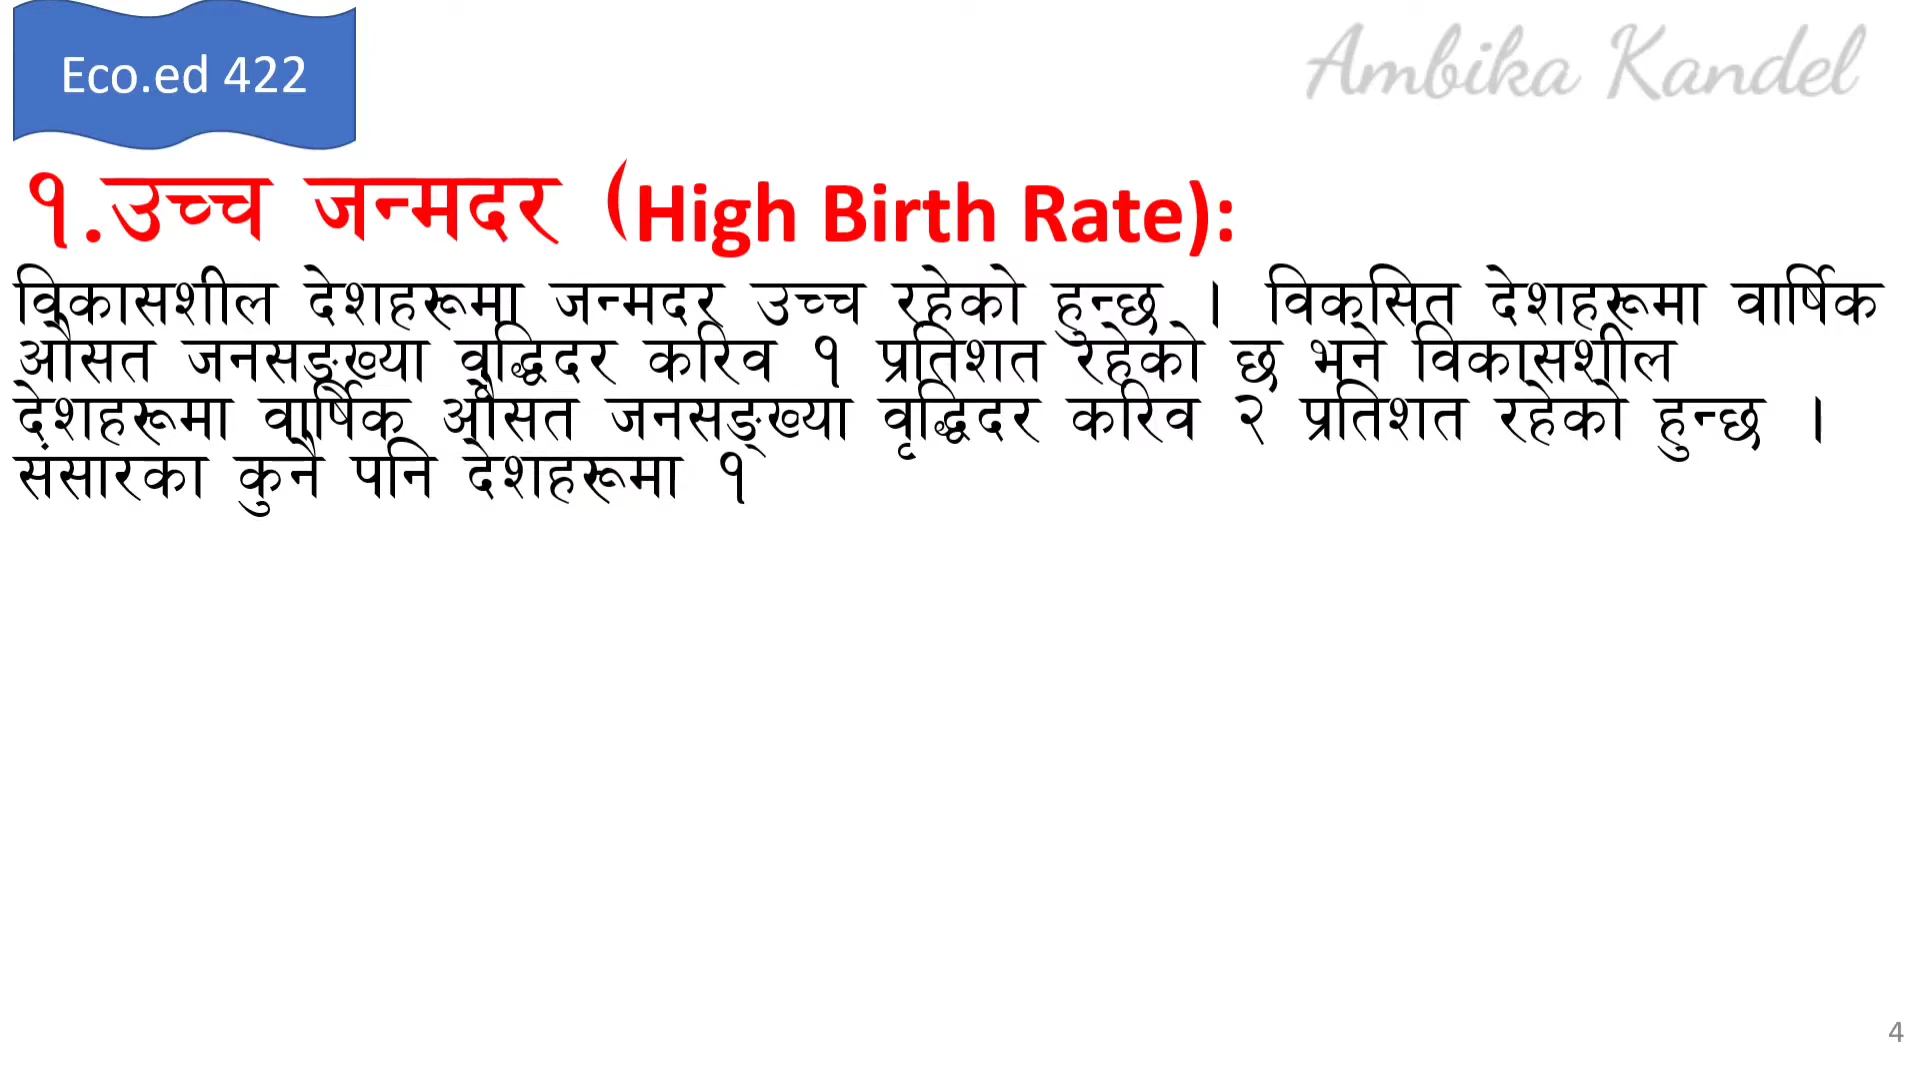 Eco.ed 422
Ambika Kandel
१.उच्च जन्मदर (High Birth Rate):
विकासशील देशहरूमा जन्मदर उच्च रहेको हुन्छ । विकसित देशहरूमा वार्षिक
औसत जनसङ्ख्या वृद्धिदर करिव १ प्रतिशत रहेको छ भने विकासशील
देशहरूमा वार्षिक औसत जनसङ्ख्या वृद्धिदर करिव २ प्रतिशत रहेको हुन्छ ।
संसारका कुनै पनि देशहरूमा १
4